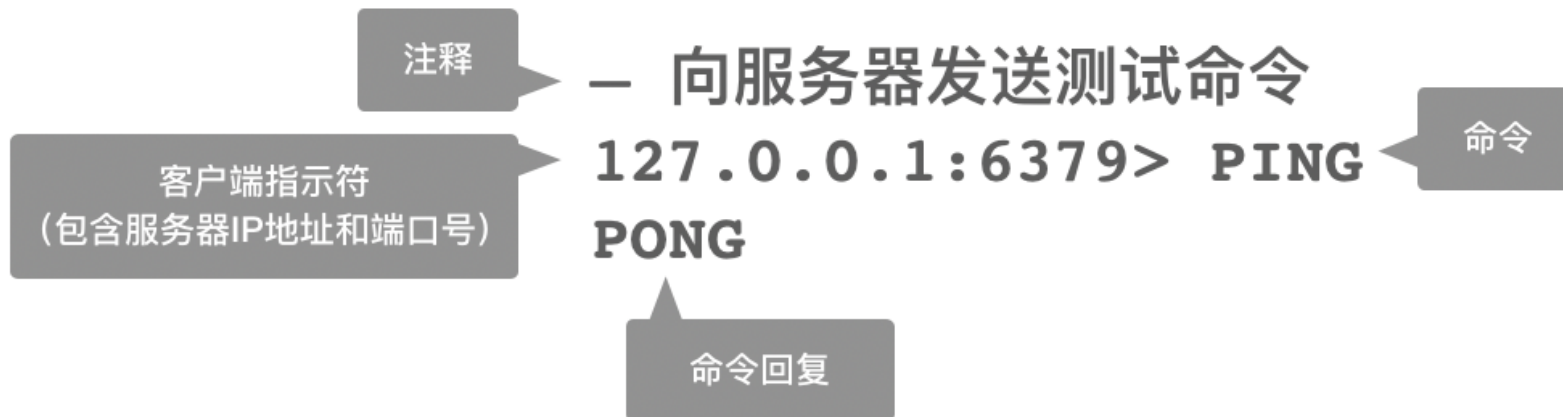 注释
— 向服务器发送测试命令
客户端指示符
（包含服务器IP地址和端口号）
127.0.0.1:6379> PING
命令
PONG
命令回复